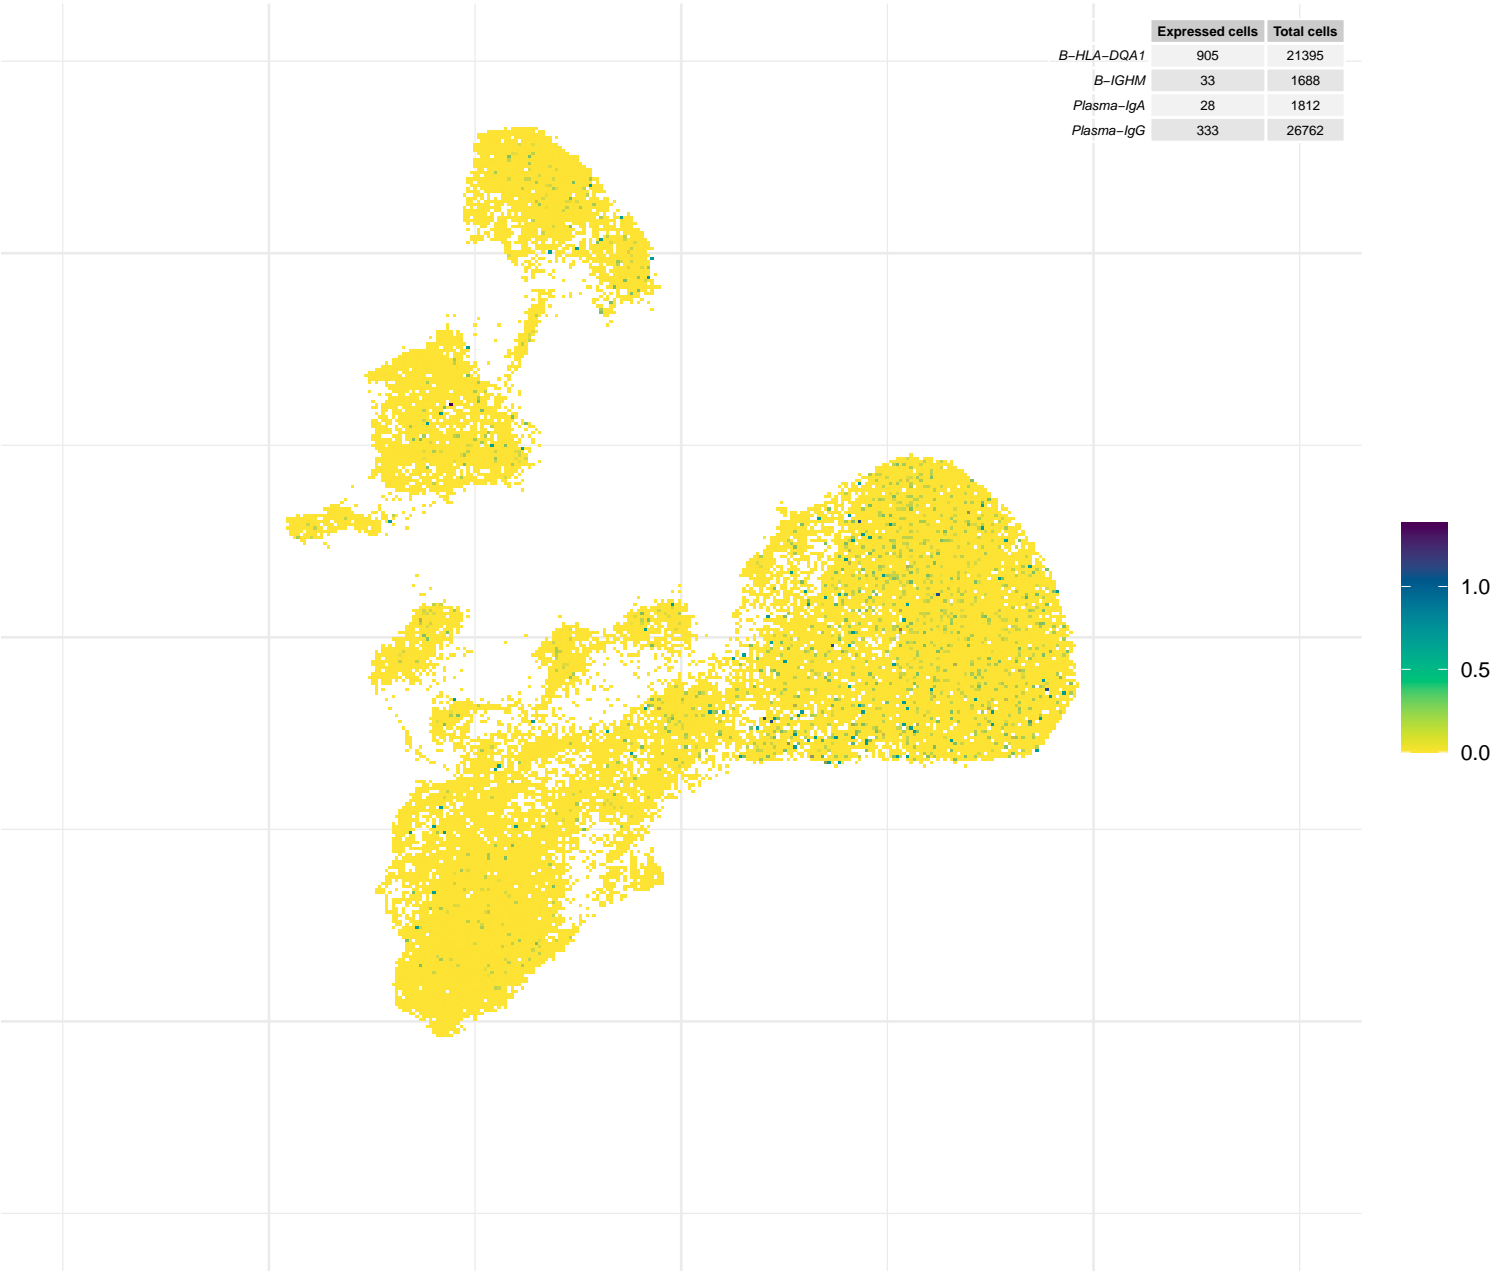 Expressed cells Total cells
B−HLA−DQA1 905 21395
B−IGHM 33 1688
Plasma−IgA 28 1812
Plasma−IgG 333 26762
1.0
0.5
0.0